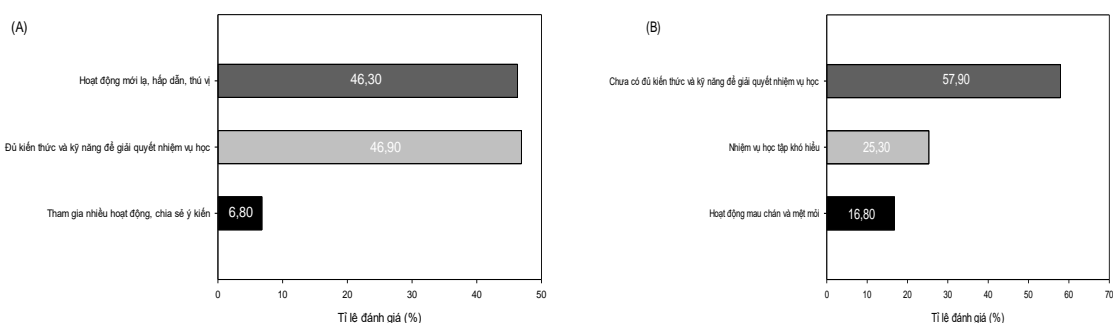 (A)
Hoạt động mới lạ, hấp dẫn, thú vị
46,30
Đủ kiến thức và kỹ năng để giải quyết nhiệm vụ học
46,90
Tham gia nhiều hoạt động, chia sẻ ý kiến
6,80
0 10 20 30 40 50
Tỉ lệ đánh giá (%)
(B)
Chưa có đủ kiến thức và kỹ năng để giải quyết nhiệm vụ học
57,90
Nhiệm vụ học tập khó hiểu
25,30
Hoạt động mau chán và mệt mỏi
16,80
0 10 20 30 40 50 60 70
Tỉ lệ đánh giá (%)